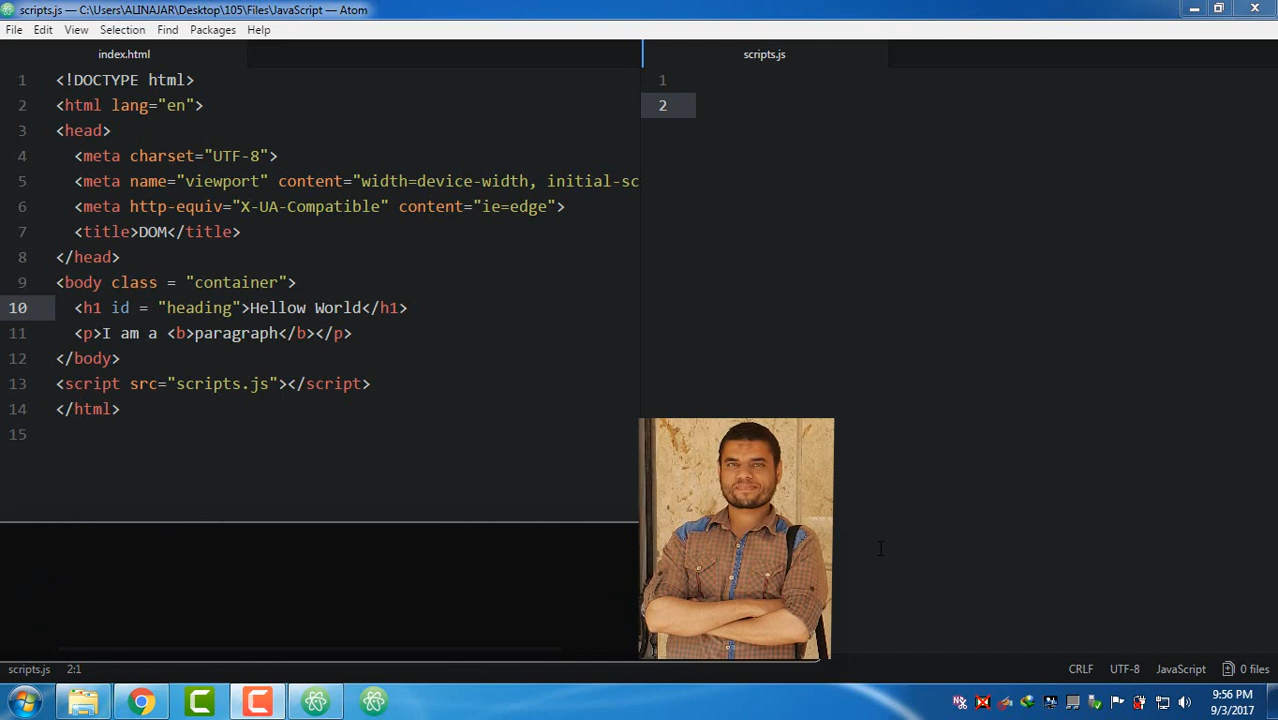 scripts.js — C:\Users\ALINAJAR\Desktop\105\Files\JavaScript — Atom
File Edit View Selection Find Packages Help
index.html
scripts.js
1 <!DOCTYPE html>
2 <html lang="en">
3 <head>
4 <meta charset="UTF-8">
5 <meta name="viewport" content="width=device-width, initial-sc
6 <meta http-equiv="X-UA-Compatible" content="ie=edge">
7 <title>DOM</title>
8 </head>
9 <body class = "container">
10 <h1 id = "heading">Hellow World</h1>
11 <p>I am a <b>paragraph</b></p>
12 </body>
13 <script src="scripts.js"></script>
14 </html>
15
1
2
scripts.js 2:1 CRLF UTF-8 JavaScript 0 files
9:56 PM
9/3/2017